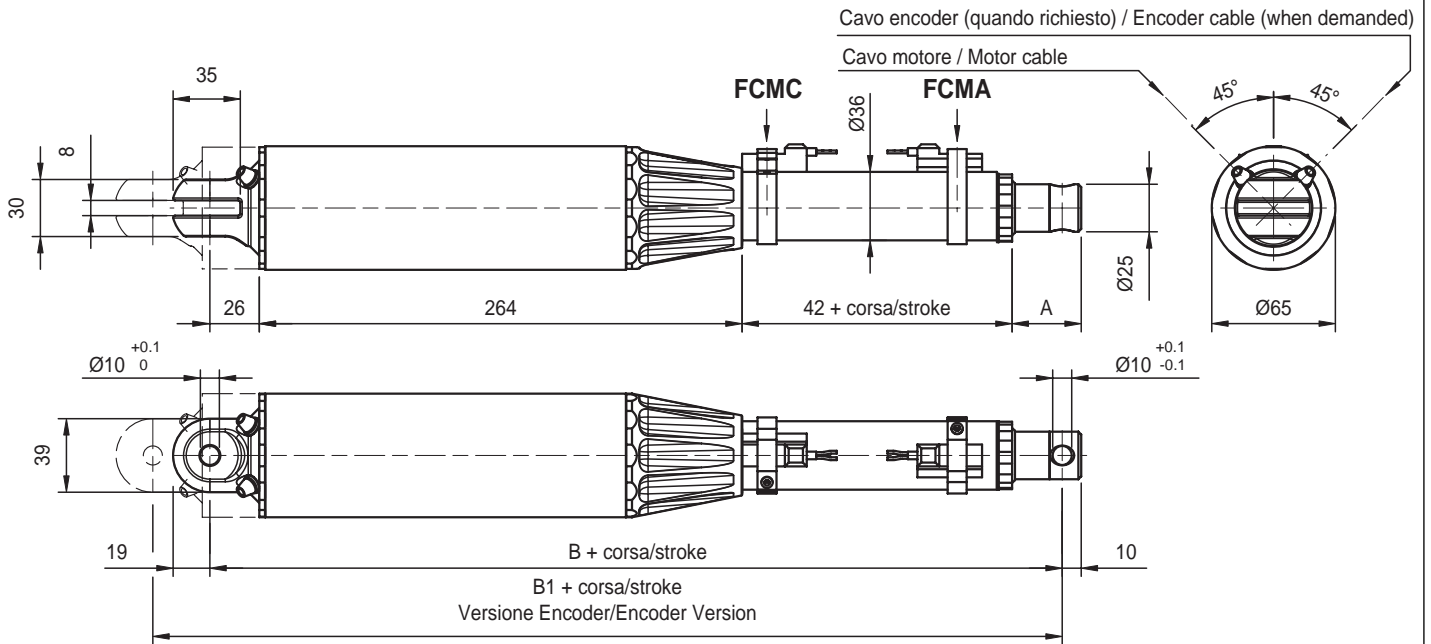 Cavo encoder (quando richiesto) / Encoder cable (when demanded)
Cavo motore / Motor cable
35
FCMC
FCMA
Ø36
45°
45°
8
30
Ø25
26
264
42 + corsa/stroke
A
Ø65
Ø10 +0.1 0
Ø10 +0.1 -0.1
39
19
B + corsa/stroke
10
B1 + corsa/stroke
Versione Encoder/Encoder Version